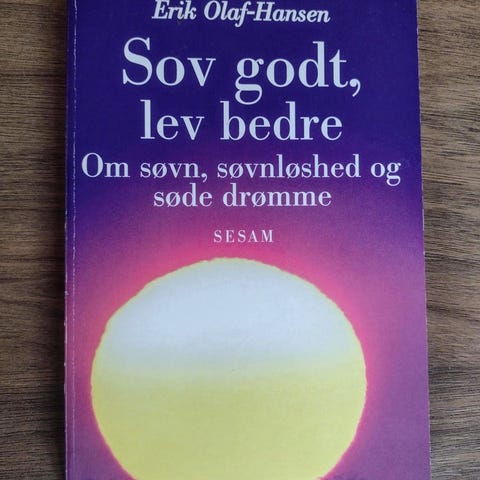 Erik Olaf-Hansen
Sov godt,
lev bedre
Om søvn, søvnløshed og
søde drømme
SESAM